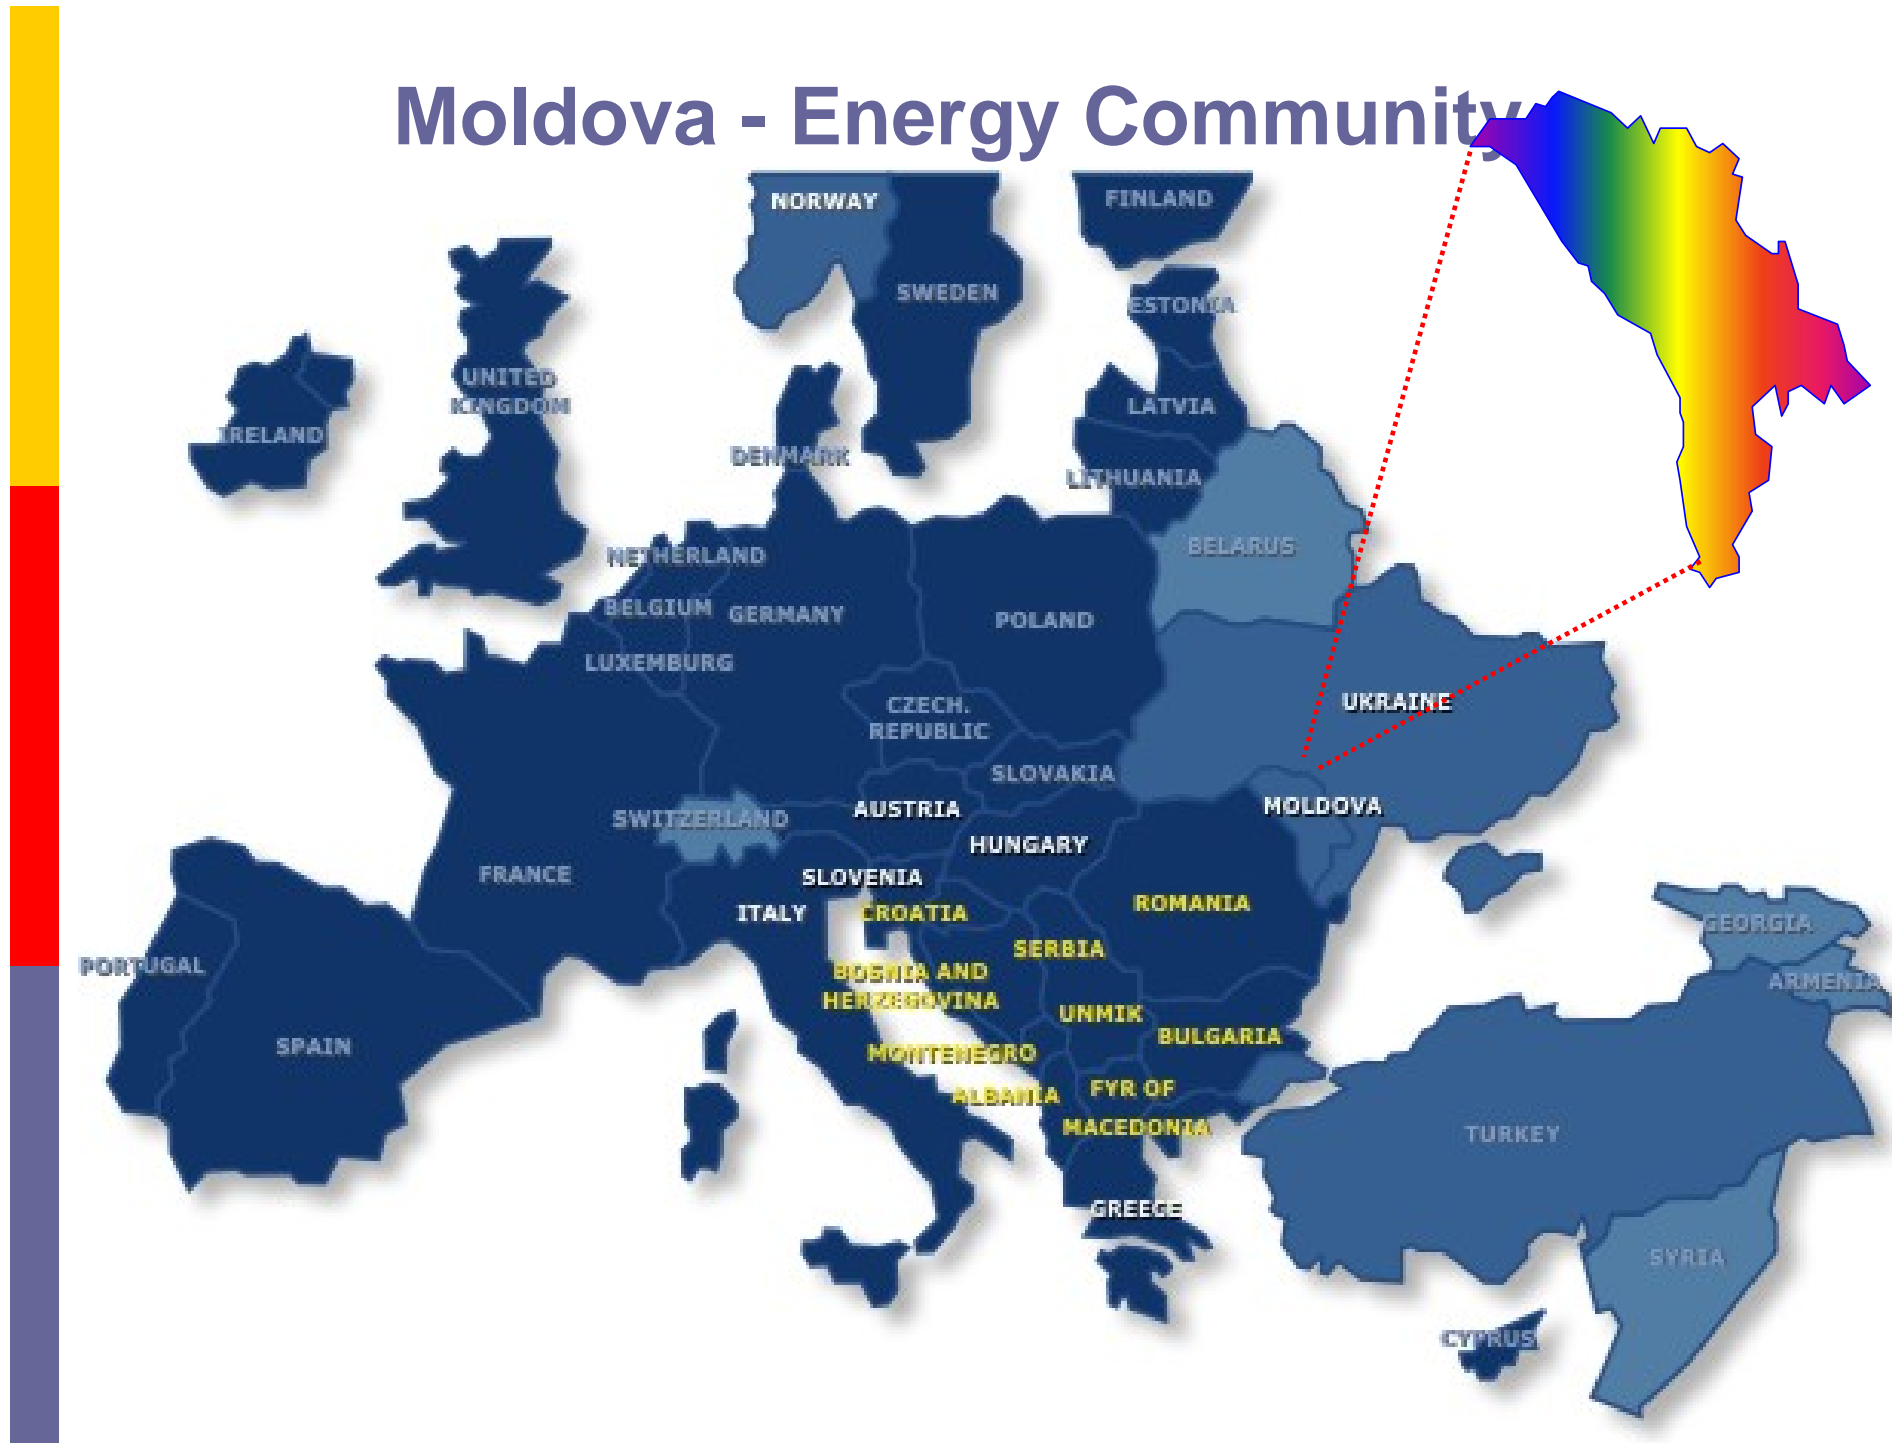 Moldova - Energy Community
NORWAY
FINLAND
SWEDEN
ESTONIA
UNITED
KINGDOM
LATVIA
IRELAND
DENMARK
LITHUANIA
BELARUS
NETHERLAND
BELGIUM
GERMANY
POLAND
LUXEMBURG
UKRAINE
CZECH.
REPUBLIC
SLOVAKIA
MOLDOVA
AUSTRIA
SWITZERLAND
HUNGARY
FRANCE
SLOVENIA
ITALY
CROATIA
ROMANIA
GEORGIA
SERBIA
PORTUGAL
BOSNIA AND
HERZEGOVINA
ARMENIA
UNMIK
BULGARIA
SPAIN
MONTENEGRO
ALBANIA
FYR OF
MACEDONIA
TURKEY
GREECE
SYRIA
CYPRUS